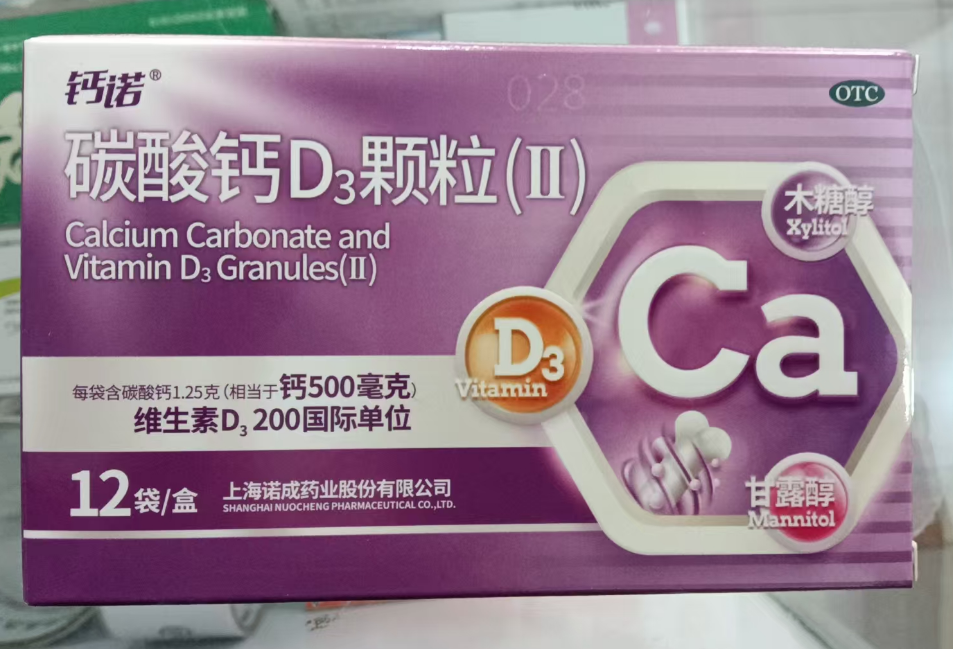 钙诺®
028
OTC
碳酸钙D3颗粒(Ⅱ)
Calcium Carbonate and
Vitamin D3 Granules(Ⅱ)
木糖醇
Xylitol
Ca
D3
Vitamin
每袋含碳酸钙1.25克(相当于钙500毫克)
维生素D3 200国际单位
12袋/盒
上海诺成药业股份有限公司
SHANGHAI NUOCHENG PHARMACEUTICAL CO.,LTD.
甘露醇
Mannitol